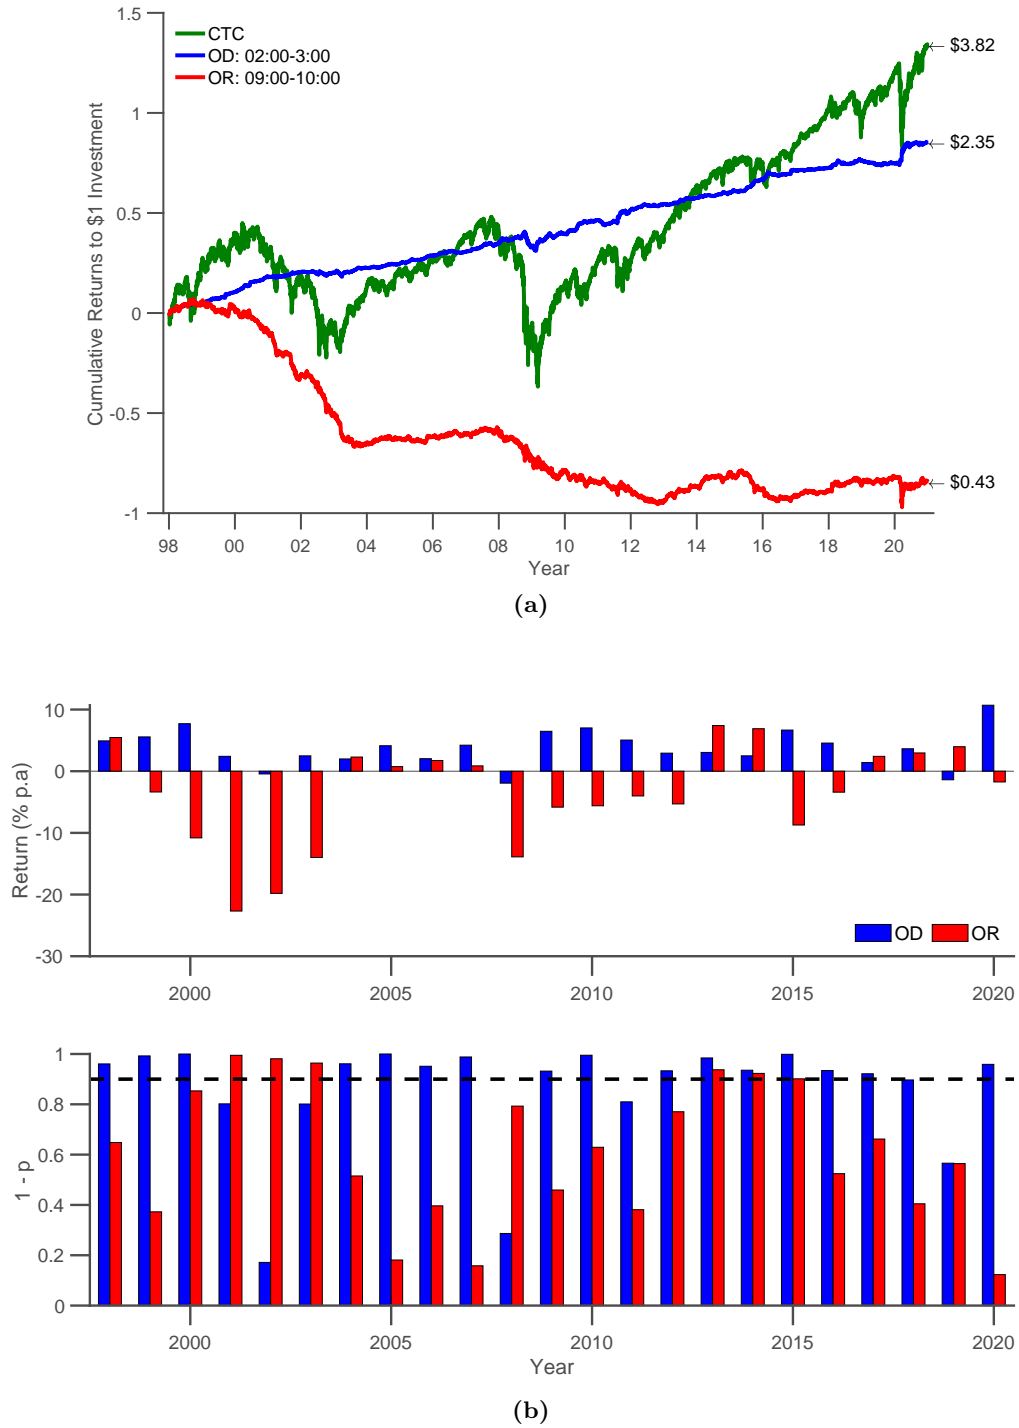 1.5
CTC
OD: 02:00-3:00
OR: 09:00-10:00
$3.82
1
$2.35
0.5
0
-0.5
$0.43
-1
Cumulative Returns to $1 Investment
98 00 02 04 06 08 10 12 14 16 18 20
Year
(a)
10
0
-10
-20
-30
Return (% p.a)
OD OR
2000 2005 2010 2015 2020
1
0.8
0.6
0.4
0.2
0
1 - p
2000 2005 2010 2015 2020
Year
(b)